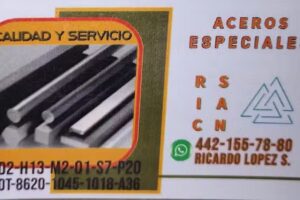 CALIDAD Y SERVICIO
ACEROS
ESPECIALE
R S
I A
C N
D2-H13-M2-01-S7-P20
OT-8620-1045-1018-A36
442-155-78-80
RICARDO LOPEZ S.